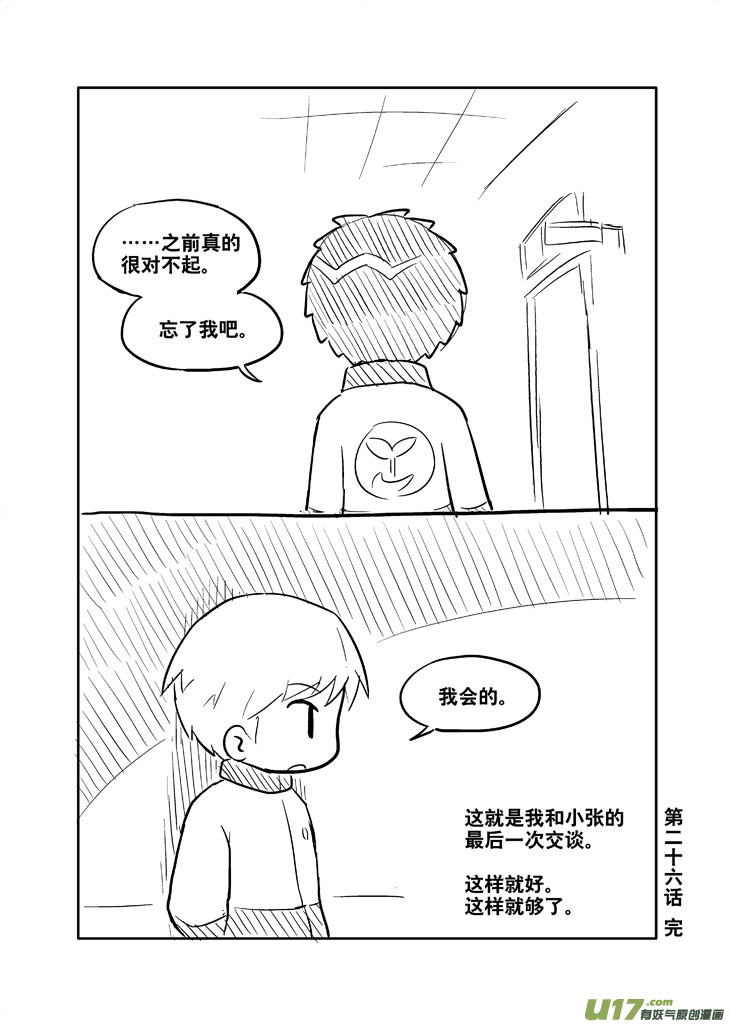 ……之前真的
很对不起。
忘了我吧。
我会的。
这就是我和小张的
最后一次交谈。
这样就好。
这样就够了。
第二十六话 完
U17.com
有妖气原创漫画